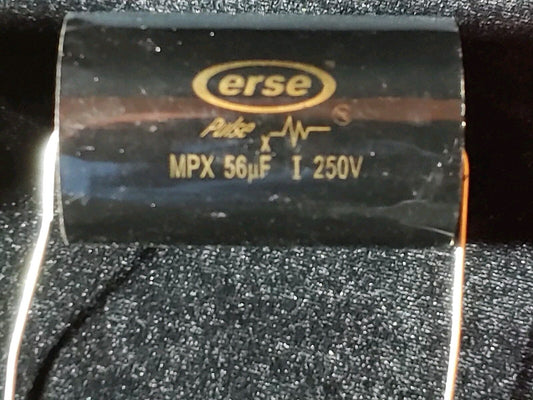 erse
Pulse X
MPX 56µF I 250V